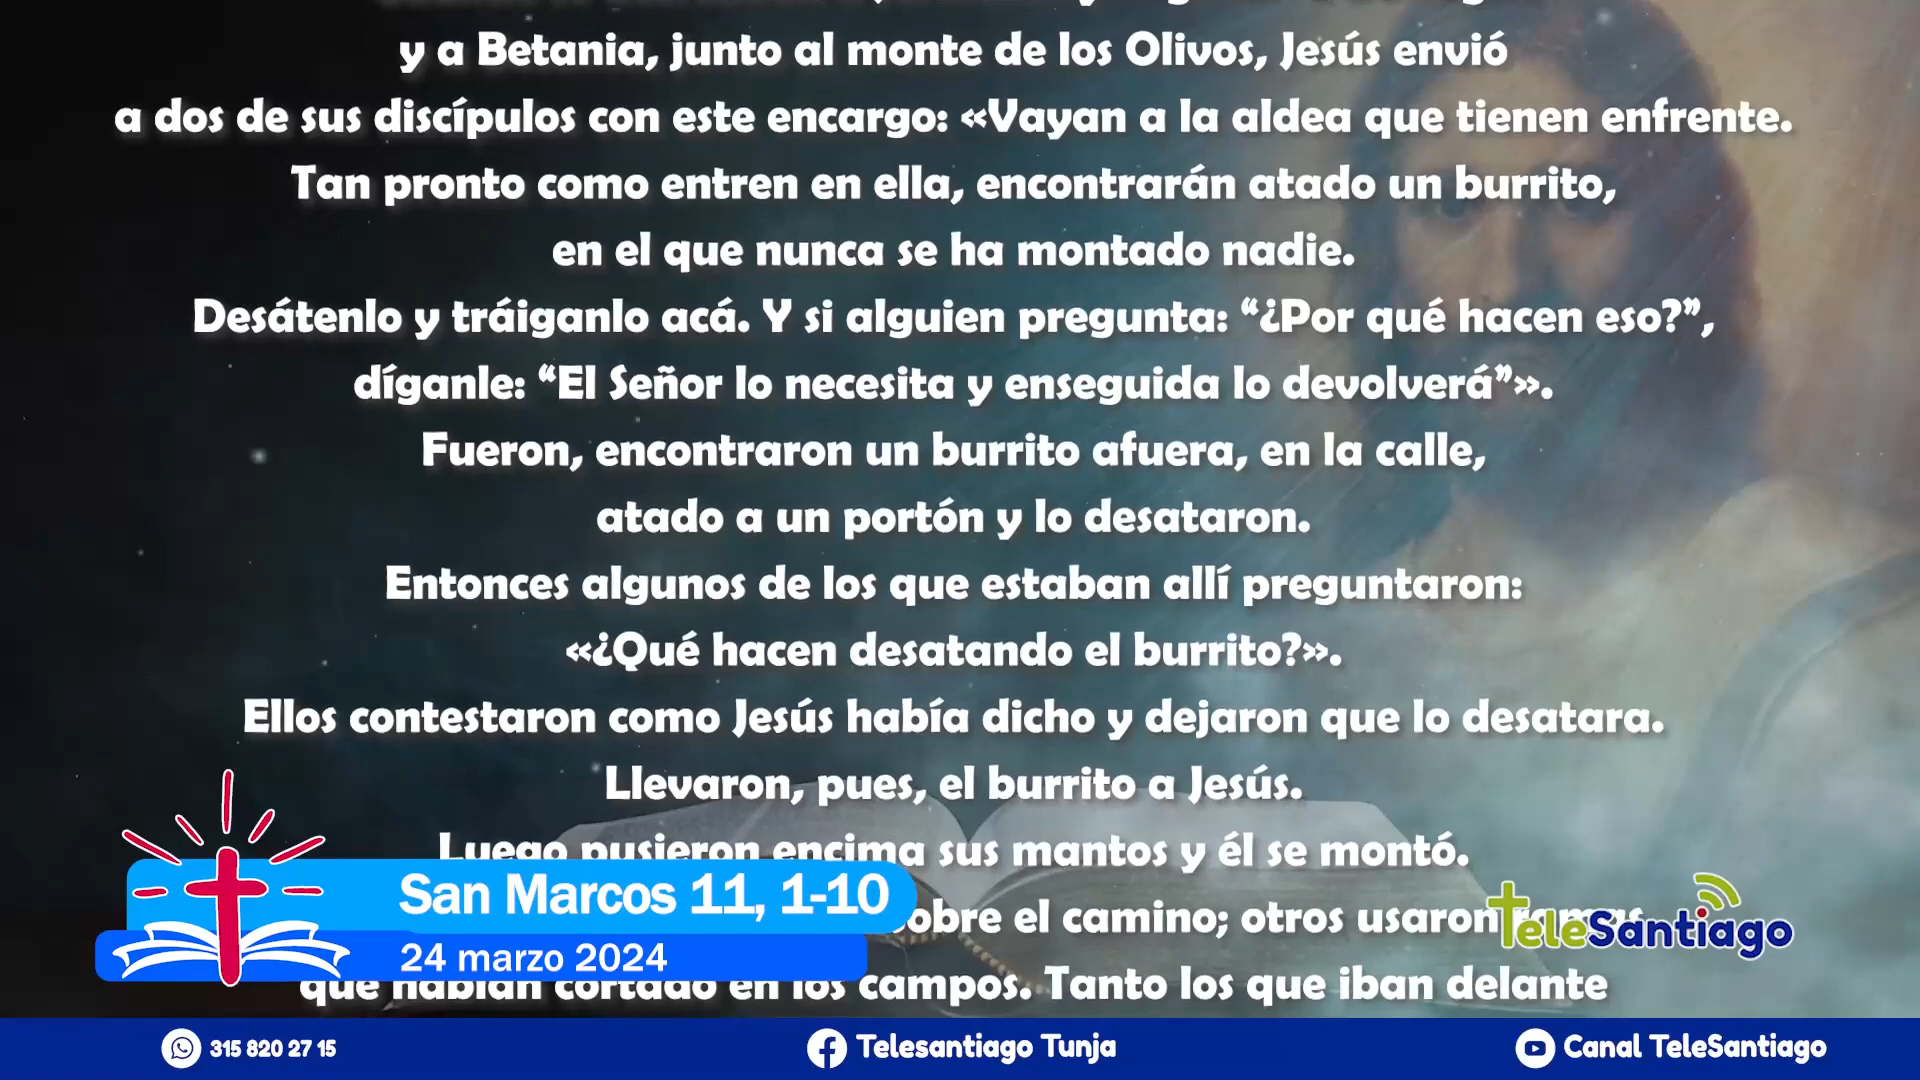 y a Betania, junto al monte de los Olivos, Jesús envió
a dos de sus discípulos con este encargo: «Vayan a la aldea que tienen enfrente.
Tan pronto como entren en ella, encontrarán atado un burrito,
en el que nunca se ha montado nadie.
Desátenlo y tráiganlo acá. Y si alguien pregunta: “¿Por qué hacen eso?”,
díganle: “El Señor lo necesita y enseguida lo devolverá”».
Fueron, encontraron un burrito afuera, en la calle,
atado a un portón y lo desataron.
Entonces algunos de los que estaban allí preguntaron:
«¿Qué hacen desatando el burrito?».
Ellos contestaron como Jesús había dicho y dejaron que lo desatara.
Llevaron, pues, el burrito a Jesús.
Luego pusieron encima sus mantos y él se montó.
San Marcos 11, 1-10
sobre el camino; otros usaron ramas
TeleSantiago
24 marzo 2024
que habían cortado en los campos. Tanto los que iban delante
315 820 27 15
Telesantiago Tunja
Canal TeleSantiago